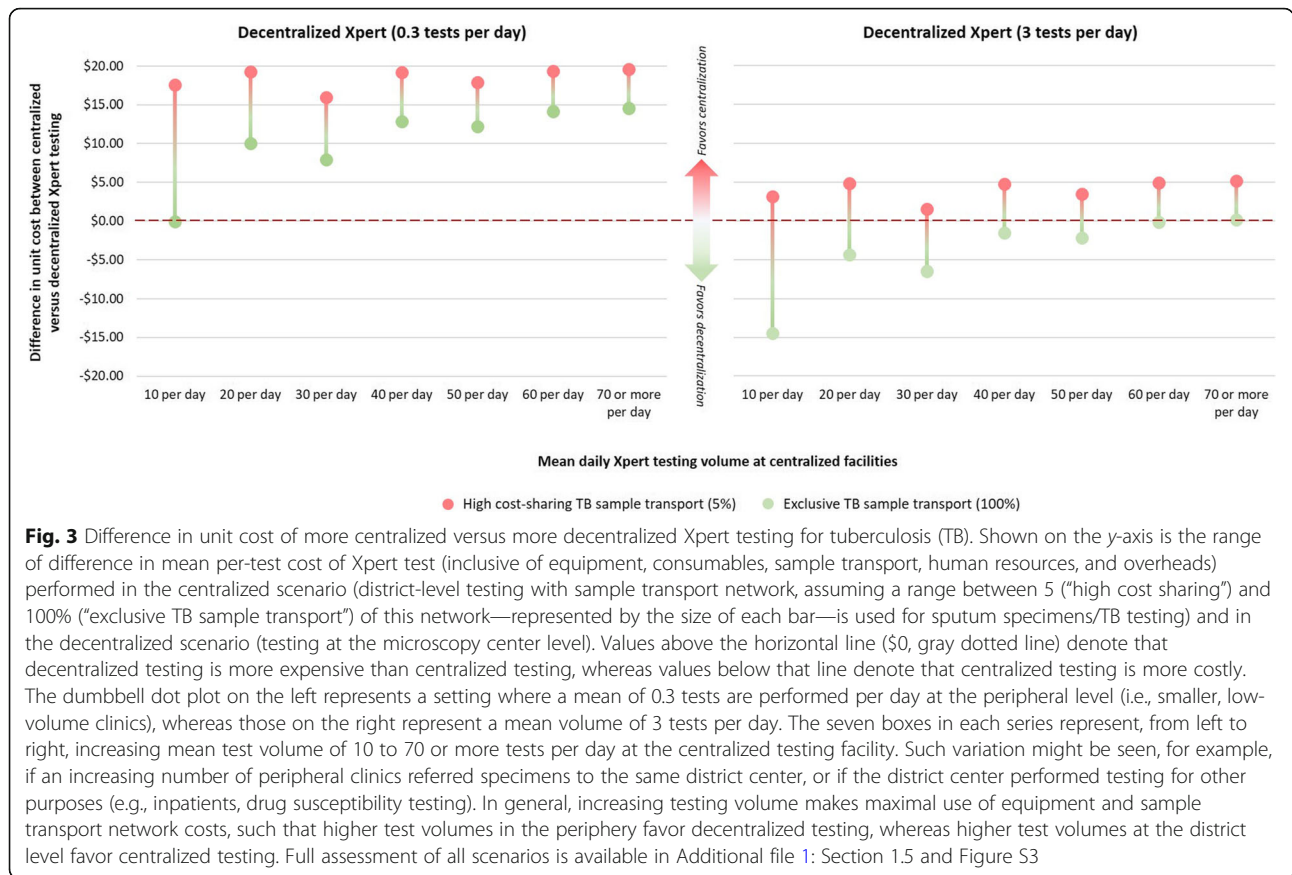 Decentralized Xpert (0.3 tests per day)
Decentralized Xpert (3 tests per day)
Difference in unit cost between centralized
versus decentralized Xpert testing
$20.00
$15.00
$10.00
$5.00
$0.00
-$5.00
-$10.00
-$15.00
-$20.00
Favors centralization
Favors decentralization
10 per day
20 per day
30 per day
40 per day
50 per day
60 per day
70 or more
per day
10 per day
20 per day
30 per day
40 per day
50 per day
60 per day
70 or more
per day
Mean daily Xpert testing volume at centralized facilities
High cost-sharing TB sample transport (5%)
Exclusive TB sample transport (100%)
Fig. 3 Difference in unit cost of more centralized versus more decentralized Xpert testing for tuberculosis (TB). Shown on the y-axis is the range
of difference in mean per-test cost of Xpert test (inclusive of equipment, consumables, sample transport, human resources, and overheads)
performed in the centralized scenario (district-level testing with sample transport network, assuming a range between 5 (“high cost sharing”) and
100% (“exclusive TB sample transport”) of this network—represented by the size of each bar—is used for sputum specimens/TB testing) and in
the decentralized scenario (testing at the microscopy center level). Values above the horizontal line ($0, gray dotted line) denote that
decentralized testing is more expensive than centralized testing, whereas values below that line denote that centralized testing is more costly.
The dumbbell dot plot on the left represents a setting where a mean of 0.3 tests are performed per day at the peripheral level (i.e., smaller, low-
volume clinics), whereas those on the right represent a mean volume of 3 tests per day. The seven boxes in each series represent, from left to
right, increasing mean test volume of 10 to 70 or more tests per day at the centralized testing facility. Such variation might be seen, for example,
if an increasing number of peripheral clinics referred specimens to the same district center, or if the district center performed testing for other
purposes (e.g., inpatients, drug susceptibility testing). In general, increasing testing volume makes maximal use of equipment and sample
transport network costs, such that higher test volumes in the periphery favor decentralized testing, whereas higher test volumes at the district
level favor centralized testing. Full assessment of all scenarios is available in Additional file 1: Section 1.5 and Figure S3